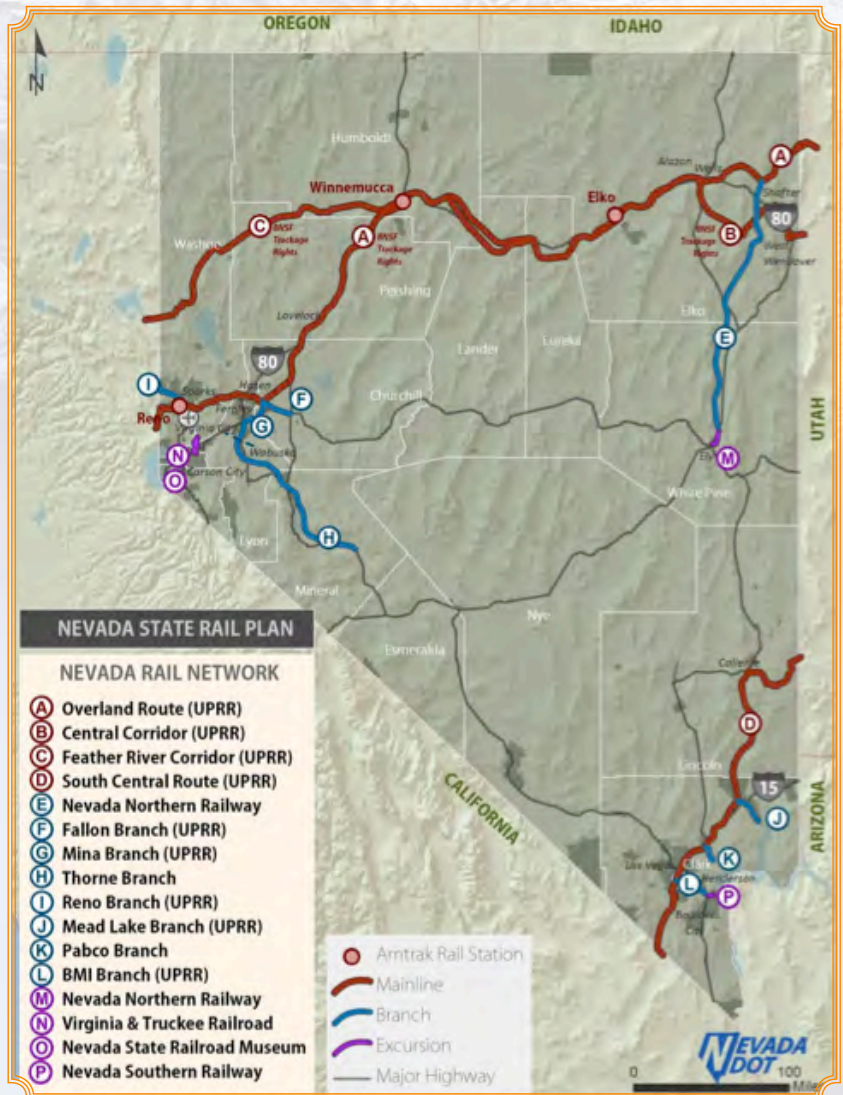 OREGON
IDAHO
N
Humboldt
A
Alazon
Wells
Winnemucca
Elko
Shafter
80
C
BNSF
Trackage
Rights
A
BNSF
Trackage
Rights
BNSF
Trackage
Rights
B
Washoe
West
Wendover
Pershing
Elko
Lovelock
Lander
Eureka
E
80
UTAH
I
Sparks
Hazen
Churchill
F
Reno
Fernley
G
Virginia City
N
Wabuska
Ely
M
Carson City
O
White Pine
Lyon
H
Mineral
Nye
NEVADA STATE RAIL PLAN
Esmeralda
NEVADA RAIL NETWORK
Caliente
A Overland Route (UPRR)
B Central Corridor (UPRR)
C Feather River Corridor (UPRR)
D South Central Route (UPRR)
E Nevada Northern Railway
F Fallon Branch (UPRR)
G Mina Branch (UPRR)
H Thorne Branch
I Reno Branch (UPRR)
J Mead Lake Branch (UPRR)
K Pabco Branch
L BMI Branch (UPRR)
M Nevada Northern Railway
N Virginia & Truckee Railroad
O Nevada State Railroad Museum
P Nevada Southern Railway
D
Lincoln
CALIFORNIA
15
ARIZONA
J
Las Vegas
Clark
K
L
Henderson
P
Boulder
City
Amtrak Rail Station
Mainline
Branch
Excursion
Major Highway
NEVADA
DOT
0
100
Miles